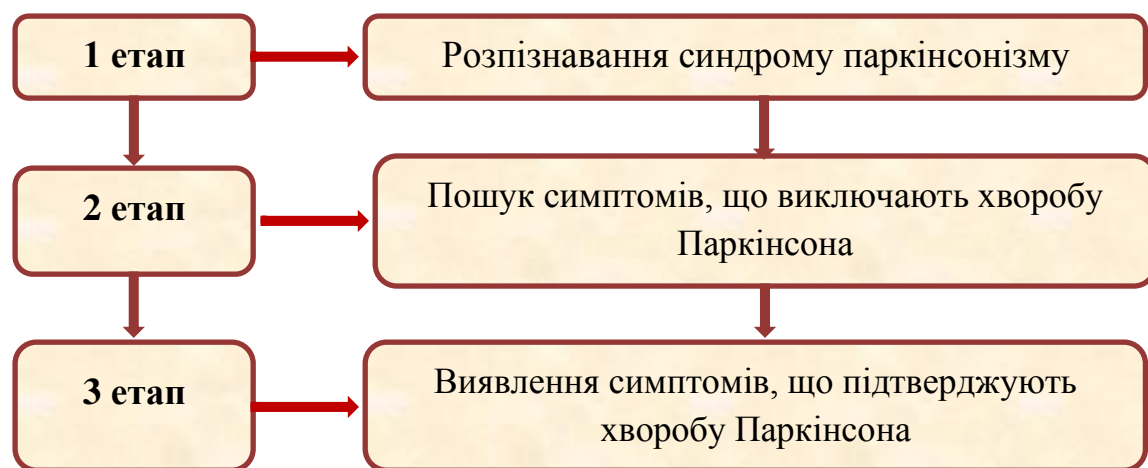 1 етап
Розпізнавання синдрому паркінсонізму
2 етап
Пошук симптомів, що виключають хворобу
Паркінсона
3 етап
Виявлення симптомів, що підтверджують
хворобу Паркінсона